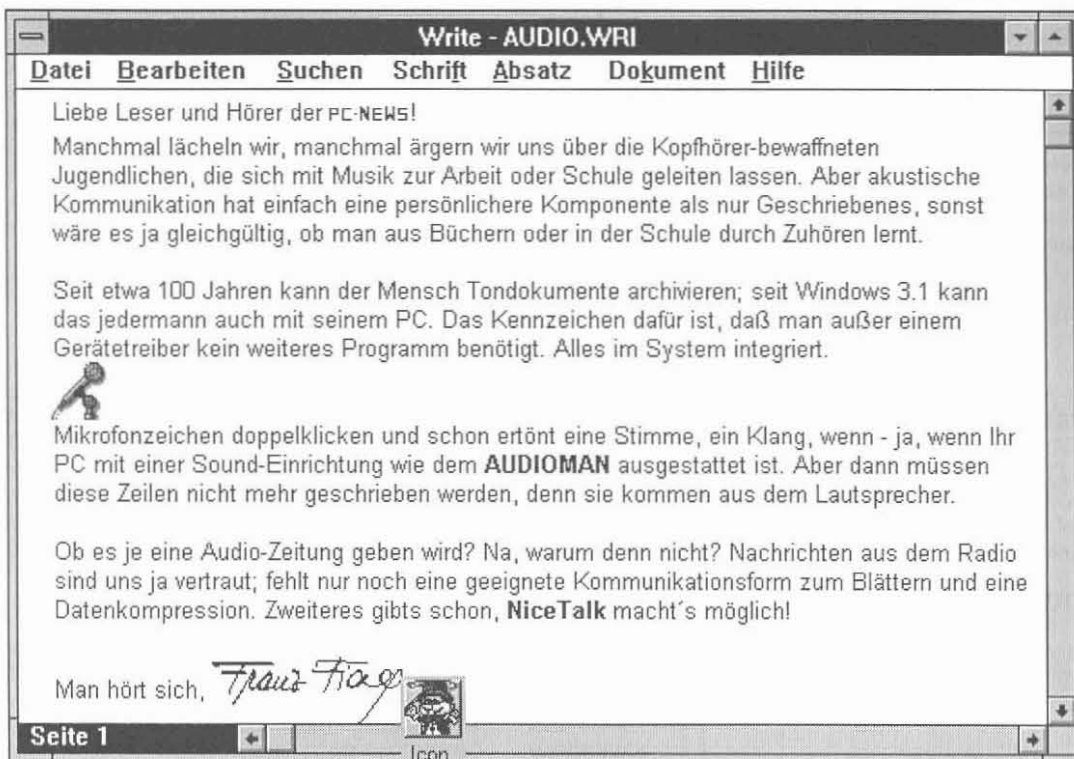 Write - AUDIO.WRI
Datei Bearbeiten Suchen Schrift Absatz Dokument Hilfe
Liebe Leser und Hörer der PC-NEWS!
Manchmal lächeln wir, manchmal ärgern wir uns über die Kopfhörer-bewaffneten
Jugendlichen, die sich mit Musik zur Arbeit oder Schule geleiten lassen. Aber akustische
Kommunikation hat einfach eine persönlichere Komponente als nur Geschriebenes, sonst
wäre es ja gleichgültig, ob man aus Büchern oder in der Schule durch Zuhören lernt.
Seit etwa 100 Jahren kann der Mensch Tondokumente archivieren; seit Windows 3.1 kann
das jedermann auch mit seinem PC. Das Kennzeichen dafür ist, daß man außer einem
Gerätetreiber kein weiteres Programm benötigt. Alles im System integriert.
Mikrofonzeichen doppelklicken und schon ertönt eine Stimme, ein Klang, wenn - ja, wenn Ihr
PC mit einer Sound-Einrichtung wie dem AUDIOMAN ausgestattet ist. Aber dann müssen
diese Zeilen nicht mehr geschrieben werden, denn sie kommen aus dem Lautsprecher.
Ob es je eine Audio-Zeitung geben wird? Na, warum denn nicht? Nachrichten aus dem Radio
sind uns ja vertraut; fehlt nur noch eine geeignete Kommunikationsform zum Blättern und eine
Datenkompression. Zweiteres gibts schon, NiceTalk macht´s möglich!
Man hört sich, Franz
Seite 1
Icon